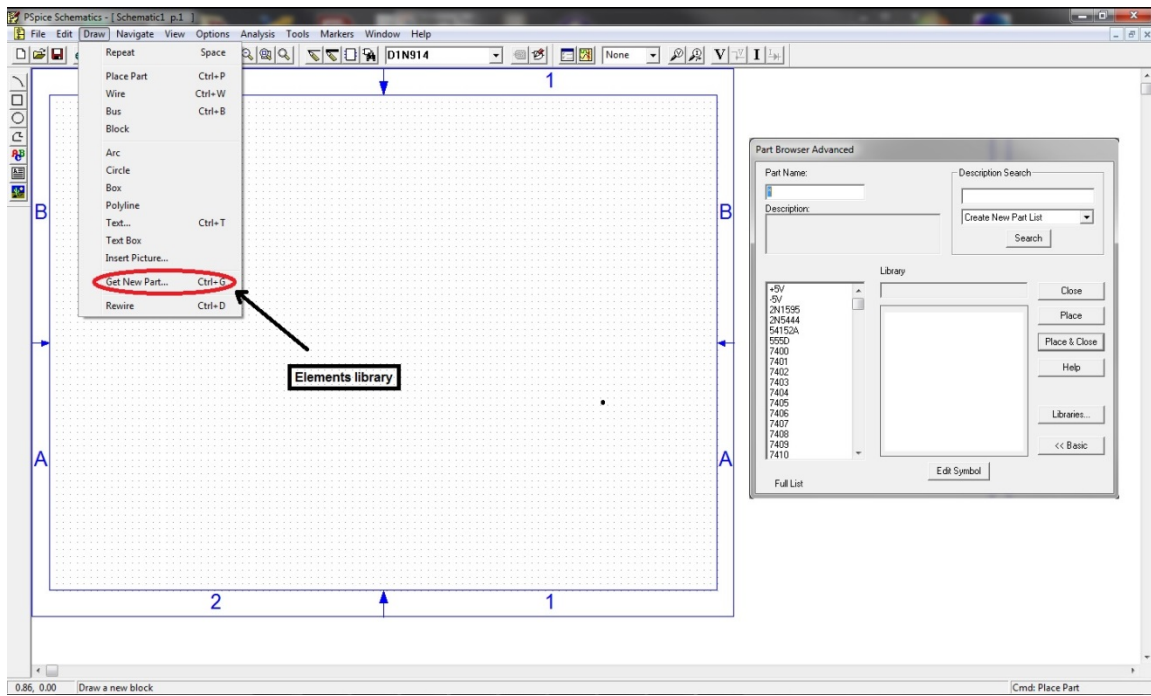 PSpice Schematics - [ Schematic1 p.1 ]
File Edit Draw Navigate View Options Analysis Tools Markers Window Help
D1N914
None
Repeat Space
Place Part Ctrl+P
Wire Ctrl+W
Bus Ctrl+B
Block
Arc
Circle
Box
Polyline
Text... Ctrl+T
Text Box
Insert Picture...
Get New Part... Ctrl+G
Rewire Ctrl+D
Elements library
1
B
B
A
A
2
1
Part Browser Advanced
Part Name:
Description:
Description Search
Create New Part List
Search
Library
+5V
-5V
2N1595
2N5444
54152A
555D
7400
7401
7402
7403
7404
7405
7406
7407
7408
7409
7410
Full List
Close
Place
Place & Close
Help
Libraries...
<< Basic
Edit Symbol
0.86, 0.00 Draw a new block Cmd: Place Part